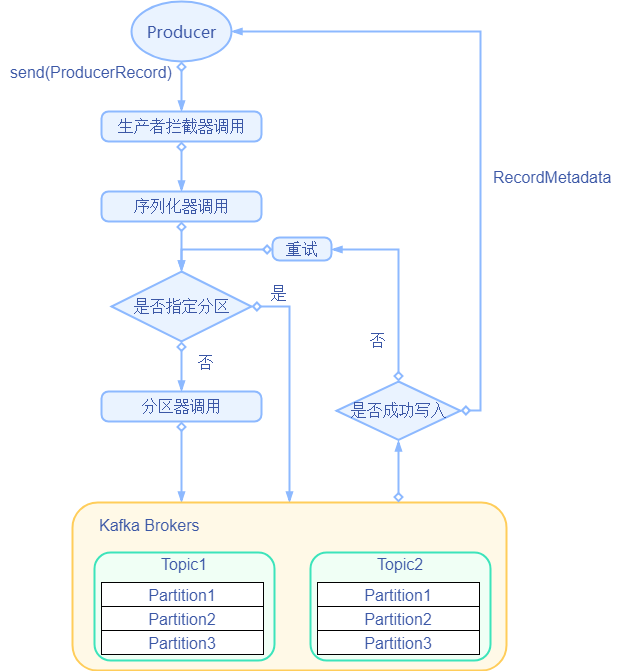 Producer
send(ProducerRecord)
生产者拦截器调用
RecordMetadata
序列化器调用
重试
是否指定分区
是
否
否
分区器调用
是否成功写入
Kafka Brokers
Topic1
Partition1
Partition2
Partition3
Topic2
Partition1
Partition2
Partition3